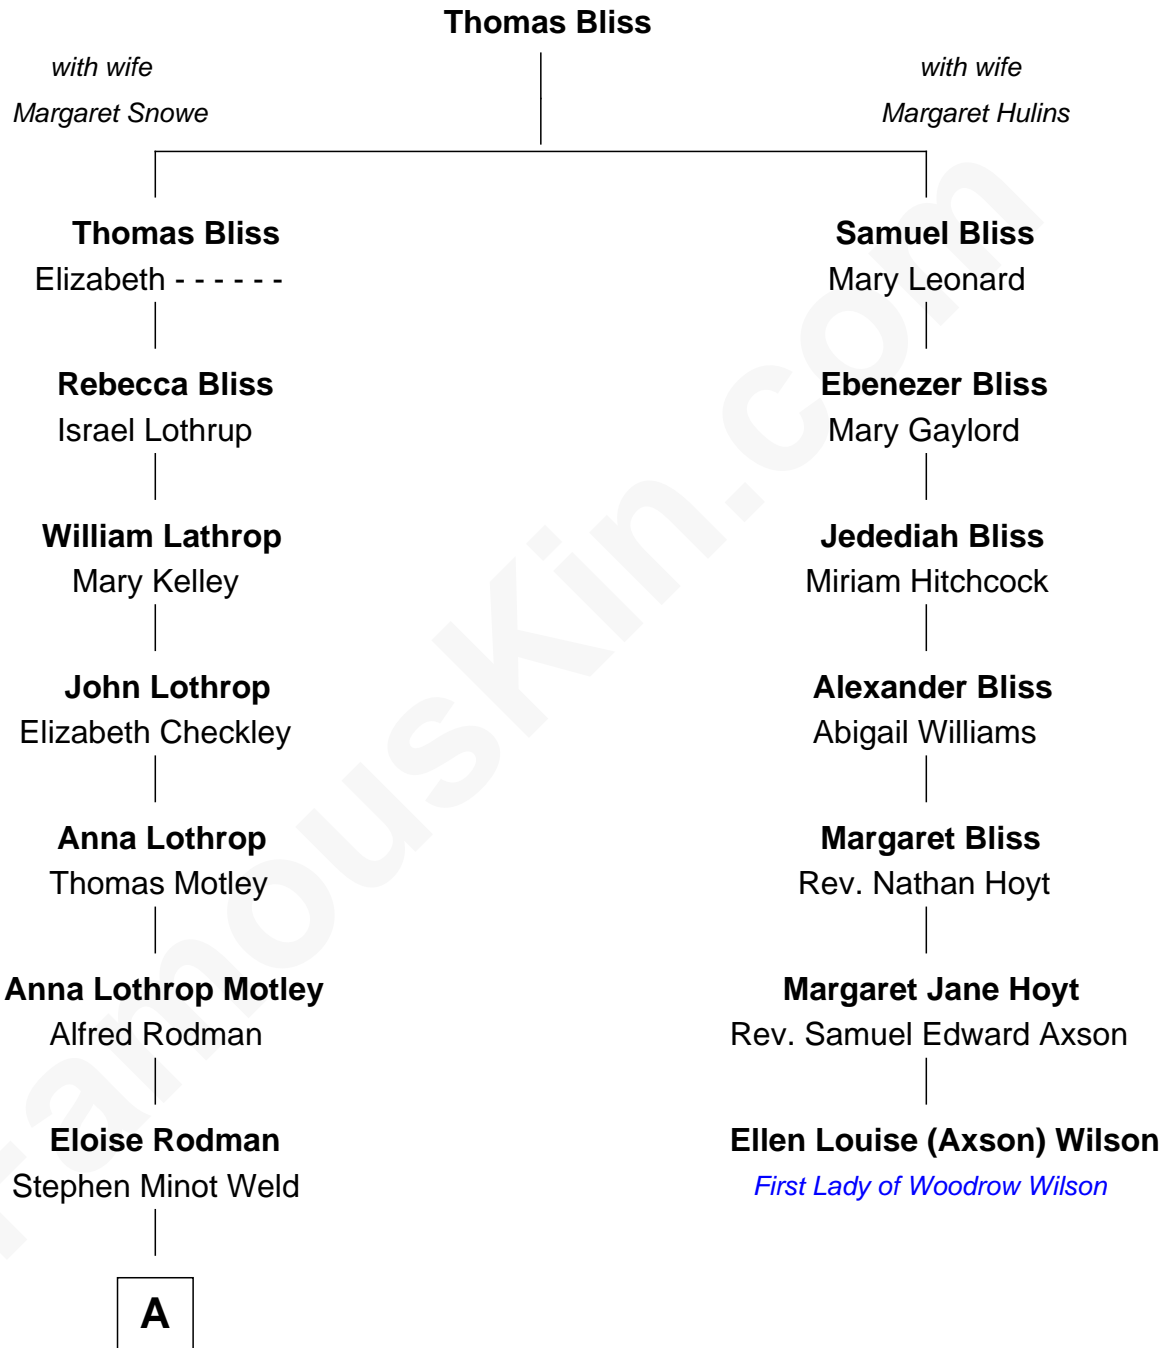 Thomas Bliss
with wife
Margaret Snowe
with wife
Margaret Hulins
Thomas Bliss
Elizabeth - - - - - -
Samuel Bliss
Mary Leonard
Rebecca Bliss
Israel Lothrup
Ebenezer Bliss
Mary Gaylord
William Lathrop
Mary Kelley
Jedediah Bliss
Miriam Hitchcock
John Lothrop
Elizabeth Checkley
Alexander Bliss
Abigail Williams
Anna Lothrop
Thomas Motley
Margaret Bliss
Rev. Nathan Hoyt
Anna Lothrop Motley
Alfred Rodman
Margaret Jane Hoyt
Rev. Samuel Edward Axson
Eloise Rodman
Stephen Minot Weld
Ellen Louise (Axson) Wilson
First Lady of Woodrow Wilson
A
FamousKin.com